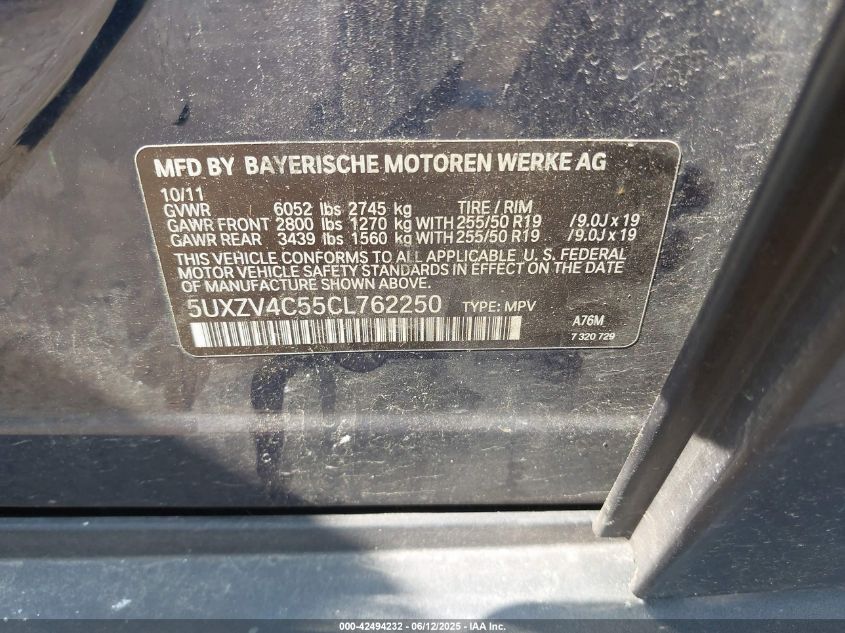 MFD BY BAYERISCHE MOTOREN WERKE AG
10/11
GVWR 6052 lbs 2745 kg TIRE / RIM
GAWR FRONT 2800 lbs 1270 kg WITH 255/50 R19 /9.0J x 19
GAWR REAR 3439 lbs 1560 kg WITH 255/50 R19 /9.0J x 19
THIS VEHICLE CONFORMS TO ALL APPLICABLE U. S. FEDERAL
MOTOR VEHICLE SAFETY STANDARDS IN EFFECT ON THE DATE
OF MANUFACTURE SHOWN ABOVE.
5UXZV4C55CL762250 TYPE: MPV
A76M
7 320 729
000-42494232 - 06/12/2025 - IAA Inc.